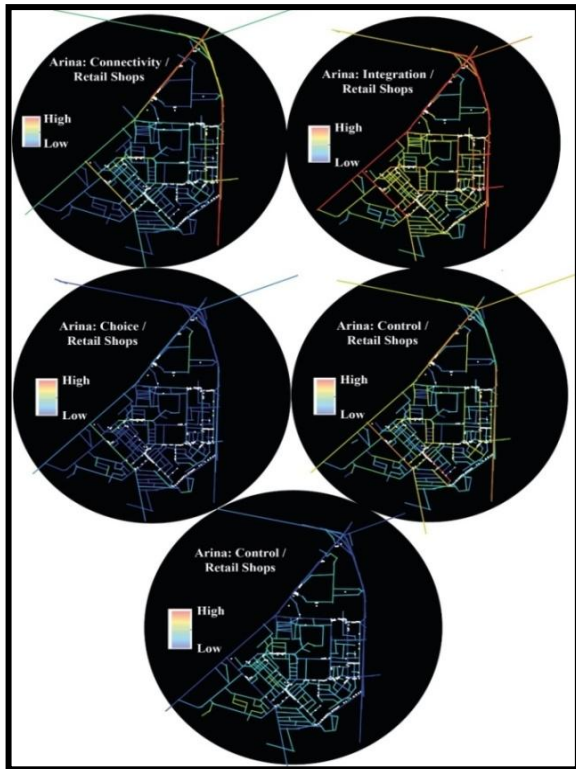 Arina: Connectivity /
Retail Shops
High
Low
Arina: Integration /
Retail Shops
High
Low
Arina: Choice /
Retail Shops
High
Low
Arina: Control /
Retail Shops
High
Low
Arina: Control /
Retail Shops
High
Low